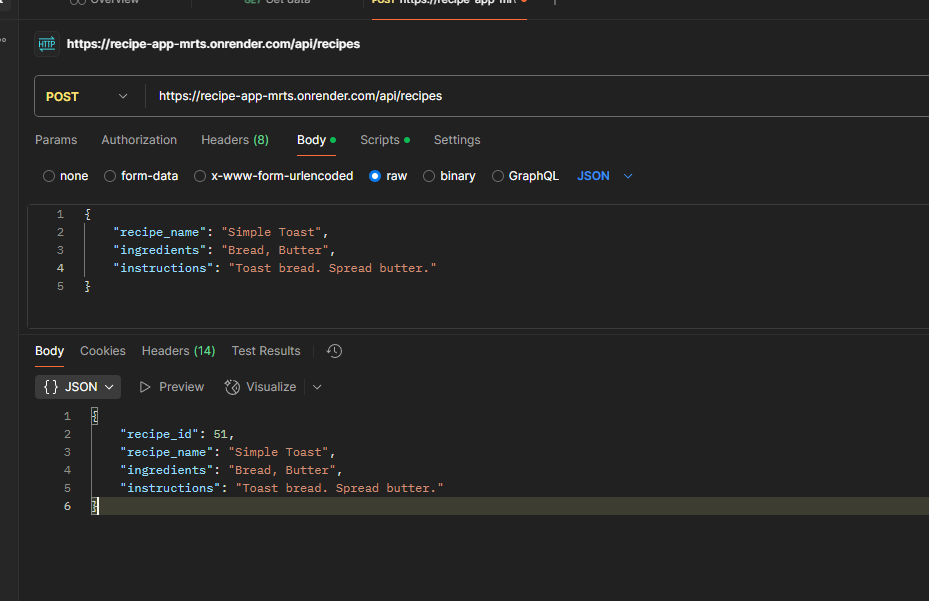 Overview GET Get data POST https://recipe-app-mr
HTTP https://recipe-app-mrts.onrender.com/api/recipes
POST https://recipe-app-mrts.onrender.com/api/recipes
Params Authorization Headers (8) Body Scripts Settings
none form-data x-www-form-urlencoded raw binary GraphQL JSON
1 {
2 "recipe_name": "Simple Toast",
3 "ingredients": "Bread, Butter",
4 "instructions": "Toast bread. Spread butter."
5 }
Body Cookies Headers (14) Test Results
{} JSON Preview Visualize
1 {
2 "recipe_id": 51,
3 "recipe_name": "Simple Toast",
4 "ingredients": "Bread, Butter",
5 "instructions": "Toast bread. Spread butter."
6 }